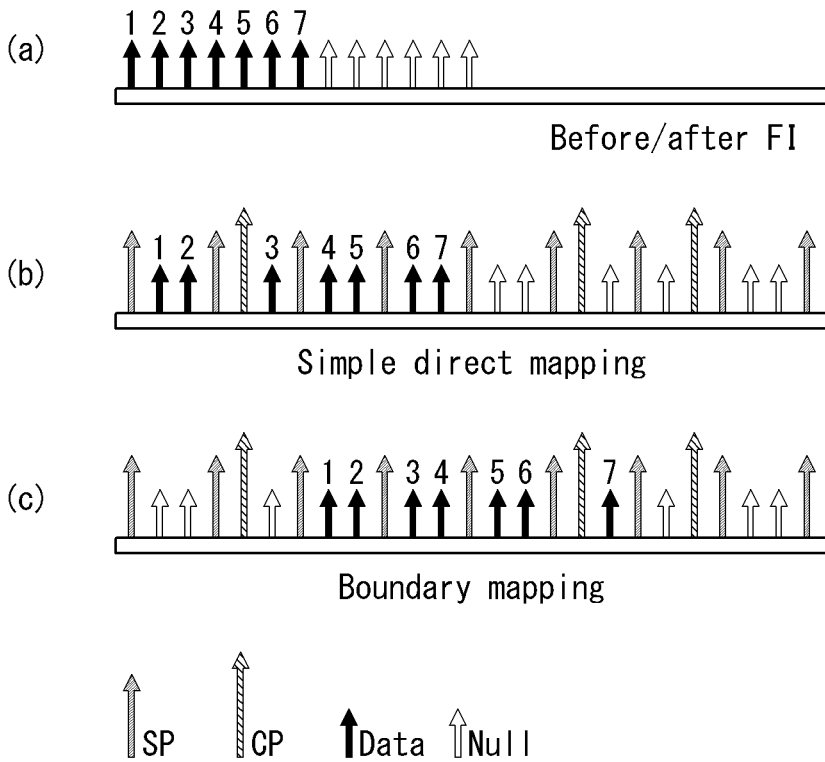 (a)
1 2 3 4 5 6 7
Before/after FI
(b)
1 2 3 4 5 6 7
Simple direct mapping
(c)
1 2 3 4 5 6 7
Boundary mapping
SP CP Data Null